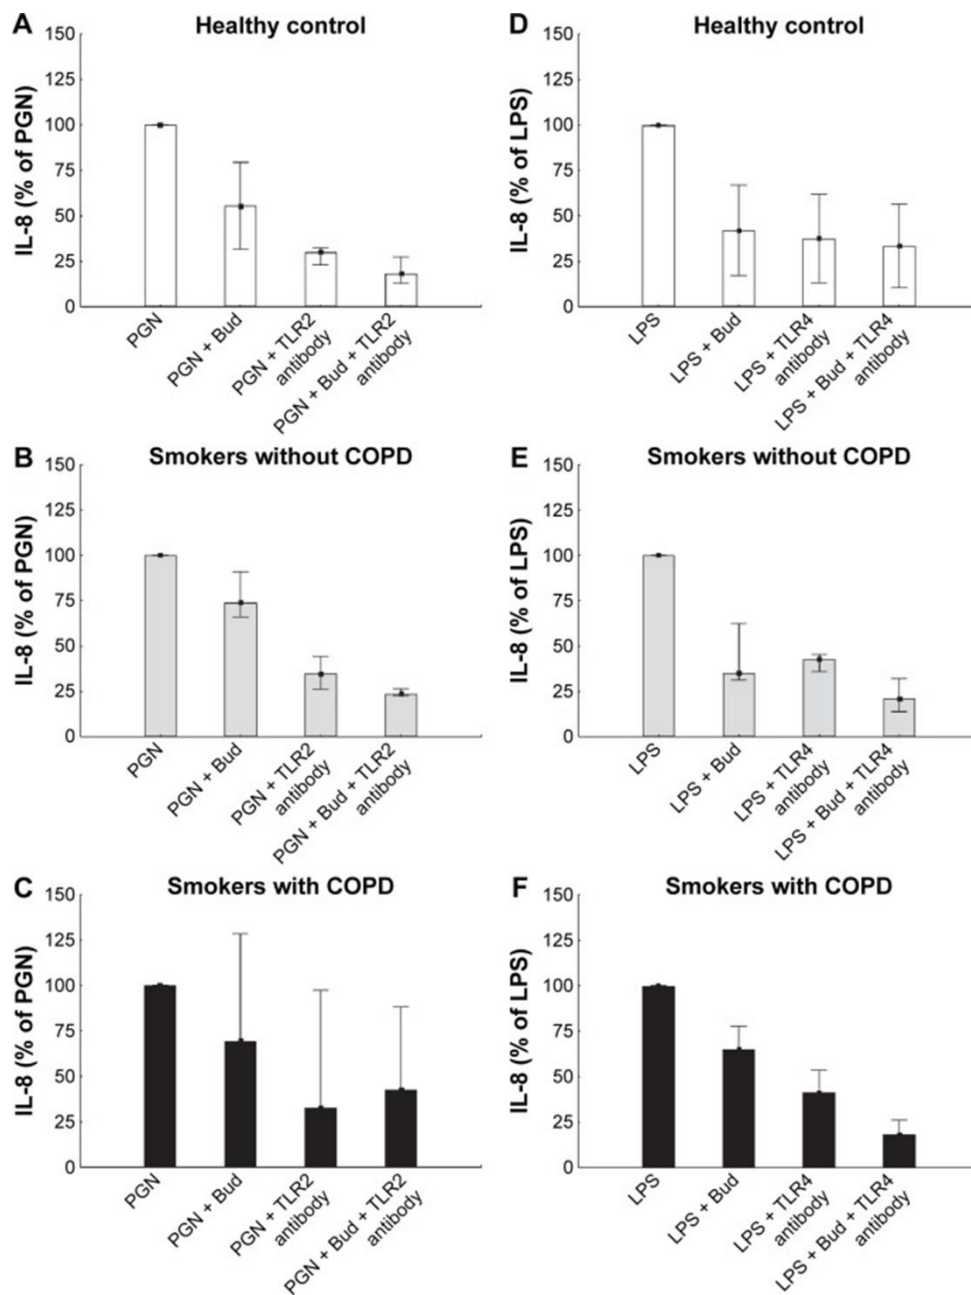 A Healthy control
IL-8 (% of PGN)
150
125
100
75
50
25
0
PGN
PGN + Bud
PGN + TLR2
antibody
PGN + Bud + TLR2
antibody
D Healthy control
IL-8 (% of LPS)
150
125
100
75
50
25
0
LPS
LPS + Bud
LPS + TLR4
antibody
LPS + Bud + TLR4
antibody
B Smokers without COPD
IL-8 (% of PGN)
150
125
100
75
50
25
0
PGN
PGN + Bud
PGN + TLR2
antibody
PGN + Bud + TLR2
antibody
E Smokers without COPD
IL-8 (% of LPS)
150
125
100
75
50
25
0
LPS
LPS + Bud
LPS + TLR4
antibody
LPS + Bud + TLR4
antibody
C Smokers with COPD
IL-8 (% of PGN)
150
125
100
75
50
25
0
PGN
PGN + Bud
PGN + TLR2
antibody
PGN + Bud + TLR2
antibody
F Smokers with COPD
IL-8 (% of LPS)
150
125
100
75
50
25
0
LPS
LPS + Bud
LPS + TLR4
antibody
LPS + Bud + TLR4
antibody